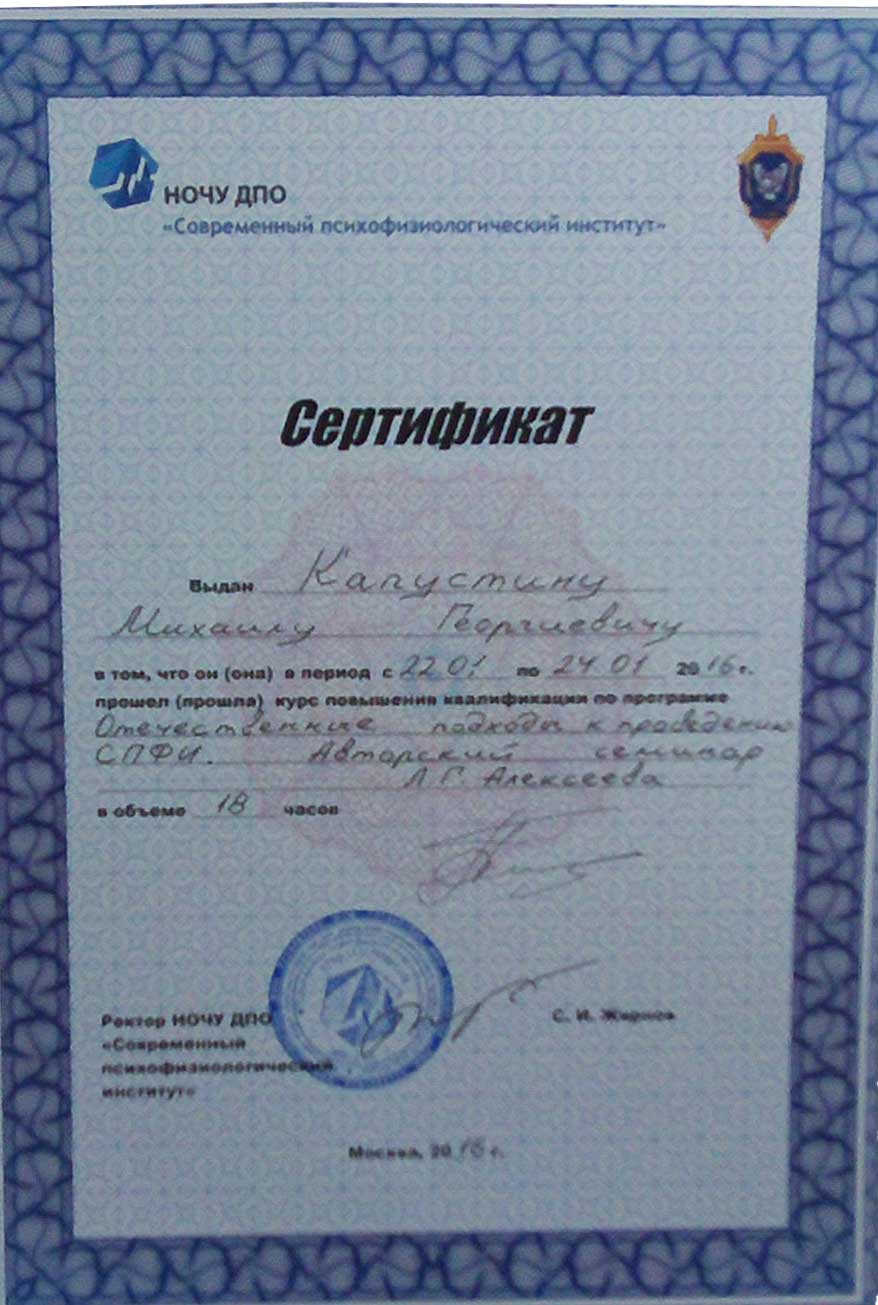 НОЧУ ДПО
«Современный психофизиологический институт»
Сертификат
Выдан Капустину
Михаилу Георгиевичу
в том, что он (она) в период с 22 01 по 24 01 2016 г.
прошел (прошла) курс повышения квалификации по программе
Отечественные подходы к проведению
СПФИ. Авторский семинар
Л.Г. Алексеева
в объеме 18 часов
Ректор НОЧУ ДПО С. И.
«Современный
психофизиологический
институт»
Москва, 2016 г.